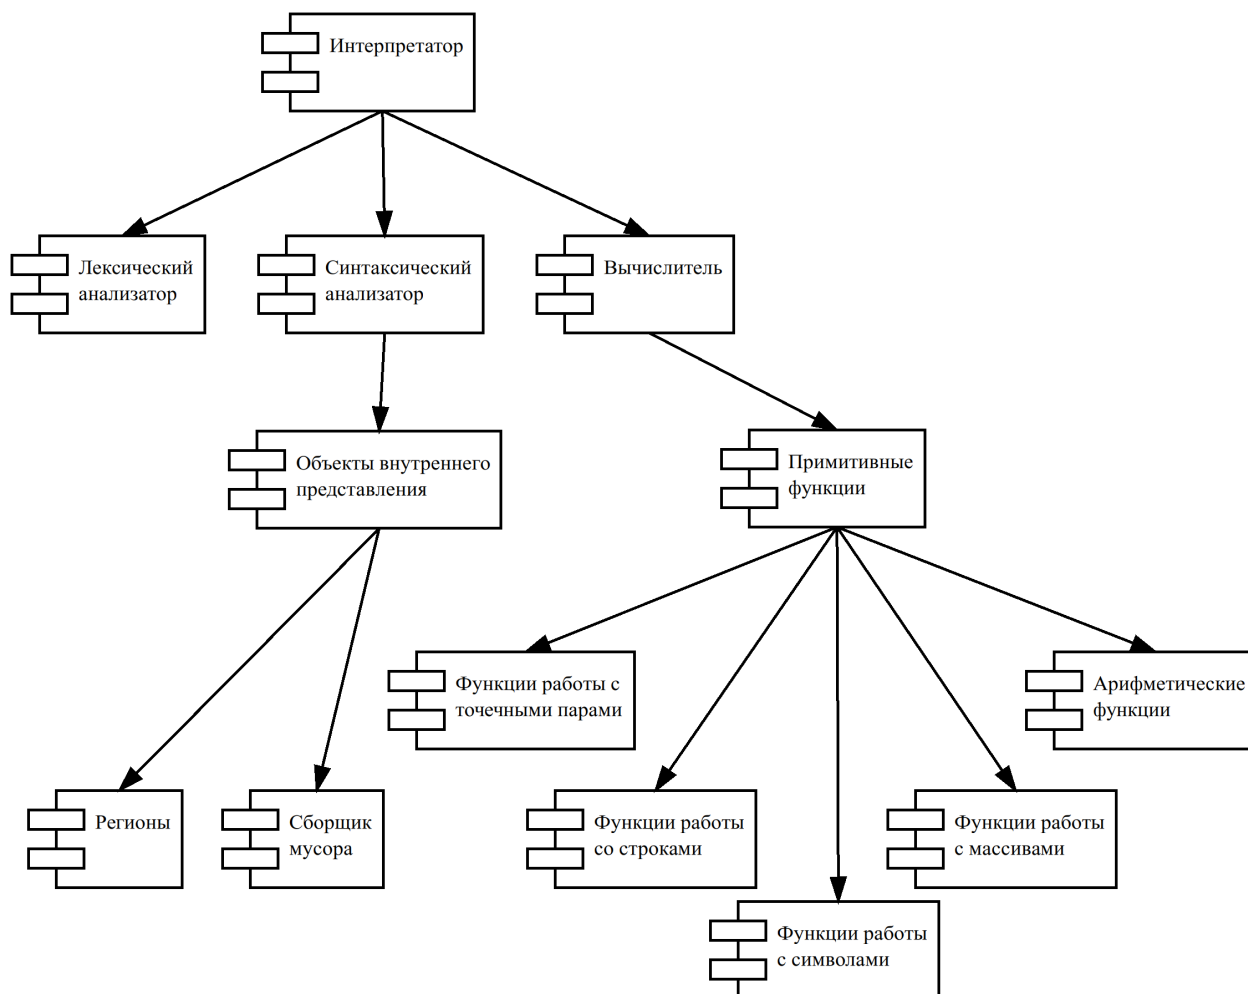 Интерпретатор
Лексический
анализатор
Синтаксический
анализатор
Вычислитель
Объекты внутреннего
представления
Примитивные
функции
Функции работы с
точечными парами
Арифметические
функции
Регионы
Сборщик
мусора
Функции работы
со строками
Функции работы
с массивами
Функции работы
с символами